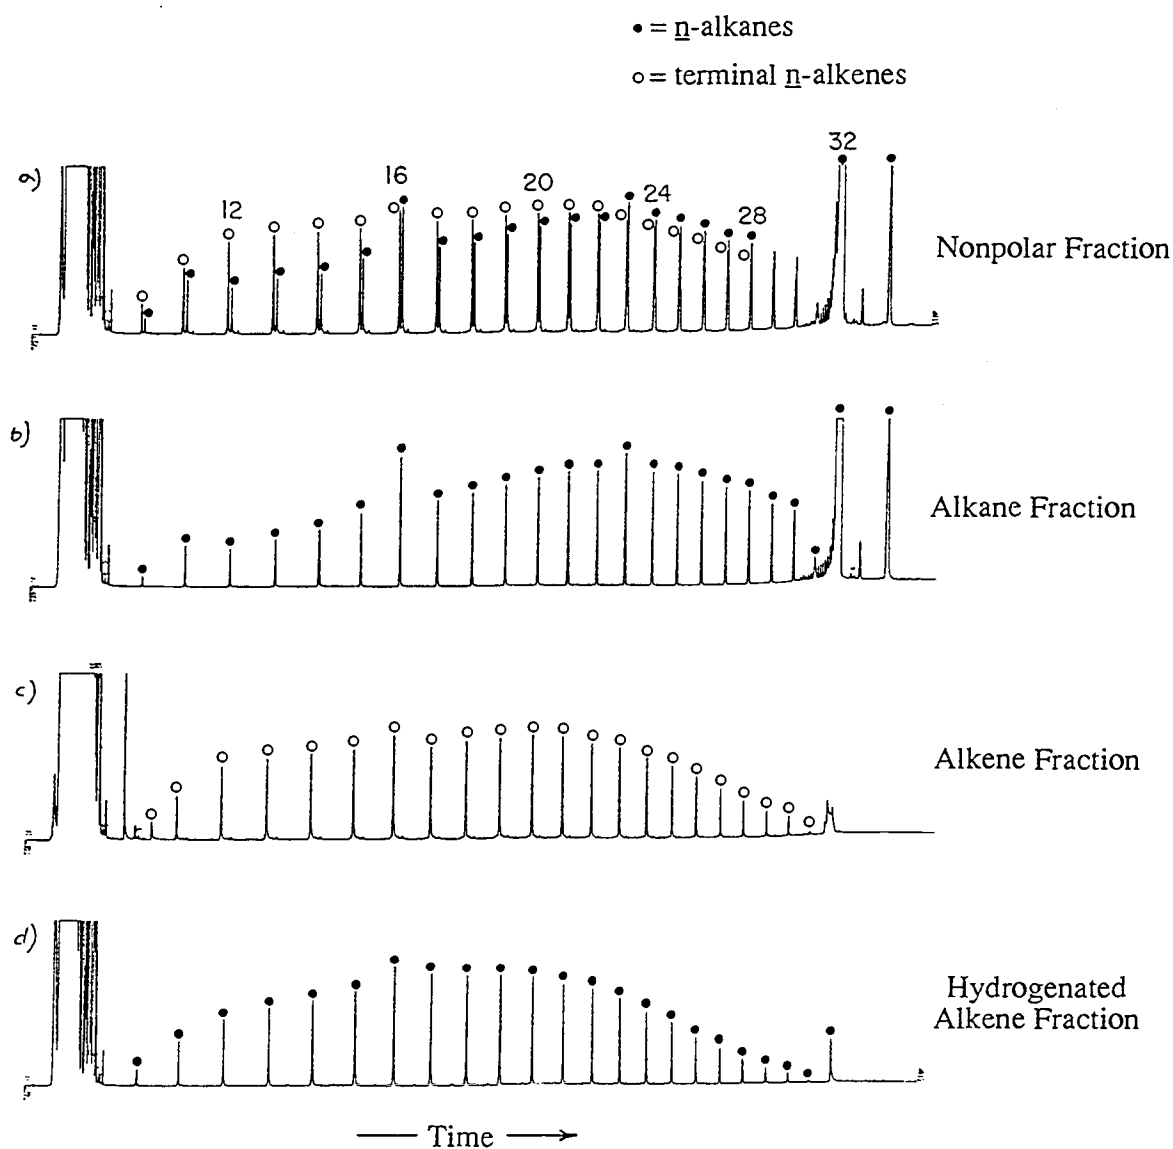 ● = n-alkanes
○ = terminal n-alkenes
a)
12 16 20 24 28 32
Nonpolar Fraction
b)
Alkane Fraction
c)
Alkene Fraction
d)
Hydrogenated
Alkene Fraction
Time